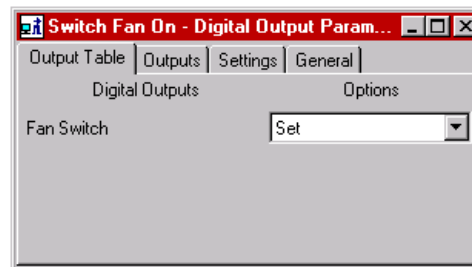 Switch Fan On - Digital Output Param...
Output Table Outputs Settings General
Digital Outputs Options
Fan Switch Set